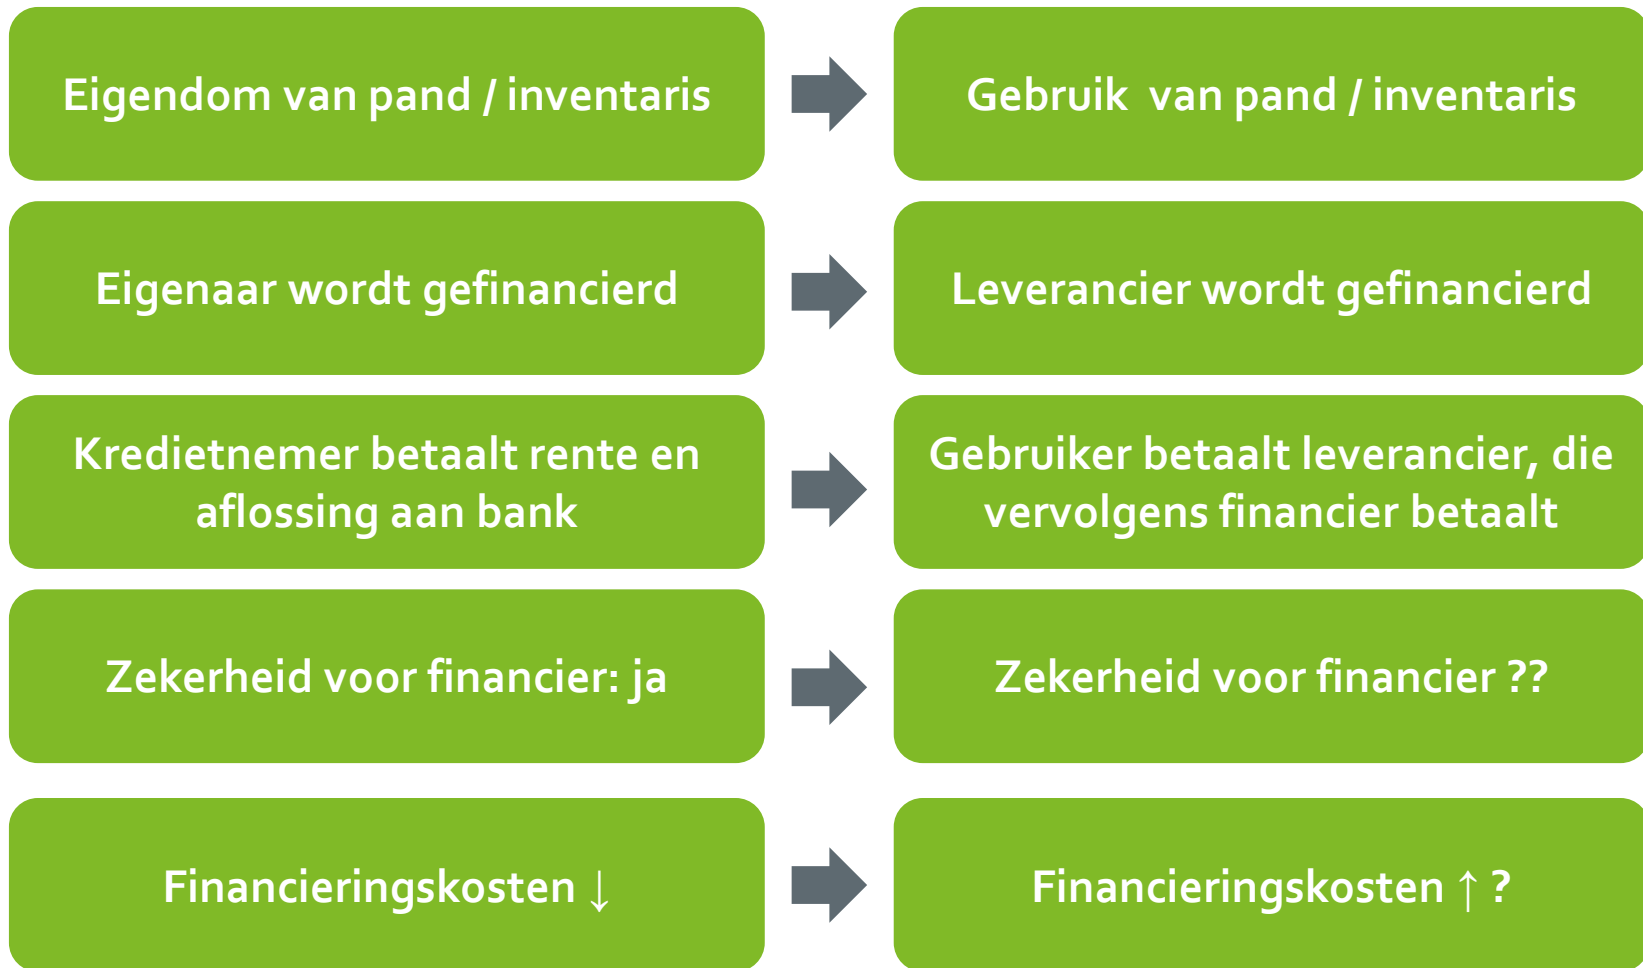 Eigendom van pand / inventaris
Gebruik van pand / inventaris
Eigenaar wordt gefinancierd
Leverancier wordt gefinancierd
Kredietnemer betaalt rente en
aflossing aan bank
Gebruiker betaalt leverancier, die
vervolgens financier betaalt
Zekerheid voor financier: ja
Zekerheid voor financier ??
Financieringskosten ↓
Financieringskosten ↑ ?